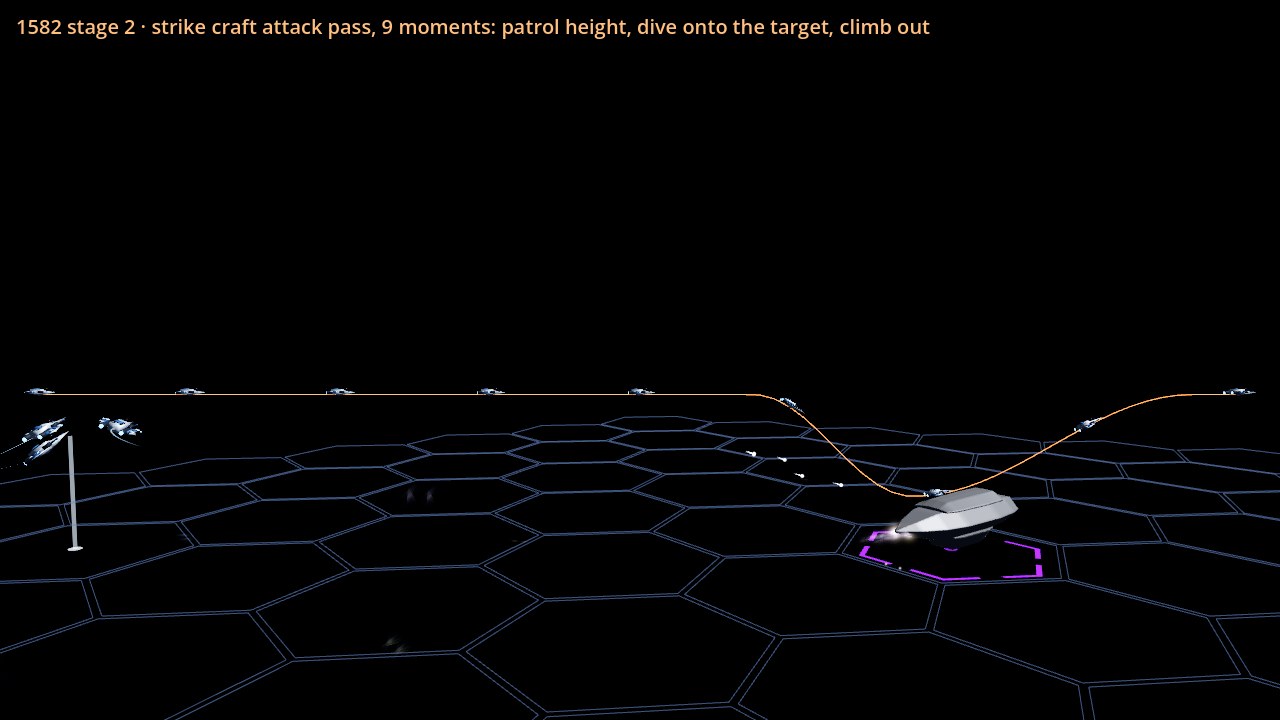 1582 stage 2 · strike craft attack pass, 9 moments: patrol height, dive onto the target, climb out